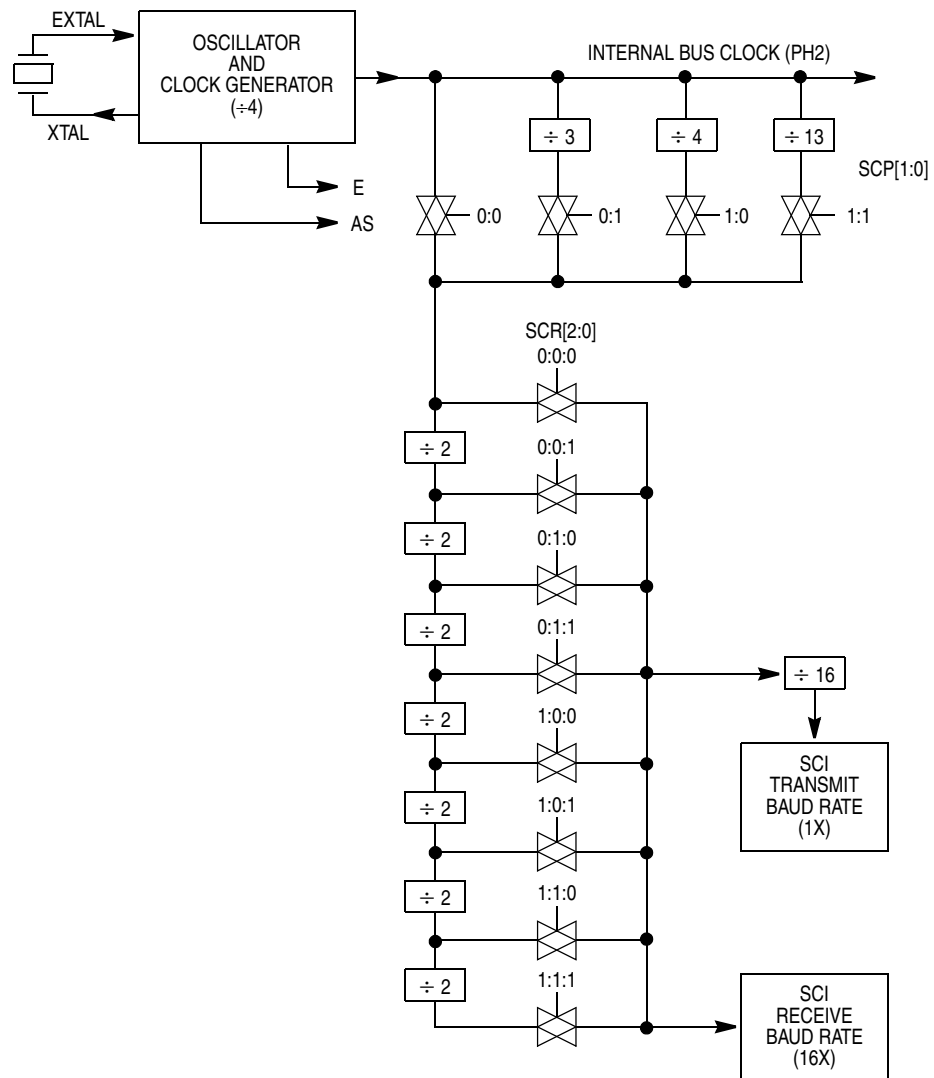 EXTAL
OSCILLATOR
AND
CLOCK GENERATOR
(÷4)
XTAL
INTERNAL BUS CLOCK (PH2)
÷ 3
÷ 4
÷ 13
SCP[1:0]
E
AS
0:0
0:1
1:0
1:1
SCR[2:0]
0:0:0
÷ 2
0:0:1
÷ 2
0:1:0
÷ 2
0:1:1
÷ 16
÷ 2
1:0:0
SCI
TRANSMIT
BAUD RATE
(1X)
÷ 2
1:0:1
÷ 2
1:1:0
÷ 2
1:1:1
SCI
RECEIVE
BAUD RATE
(16X)